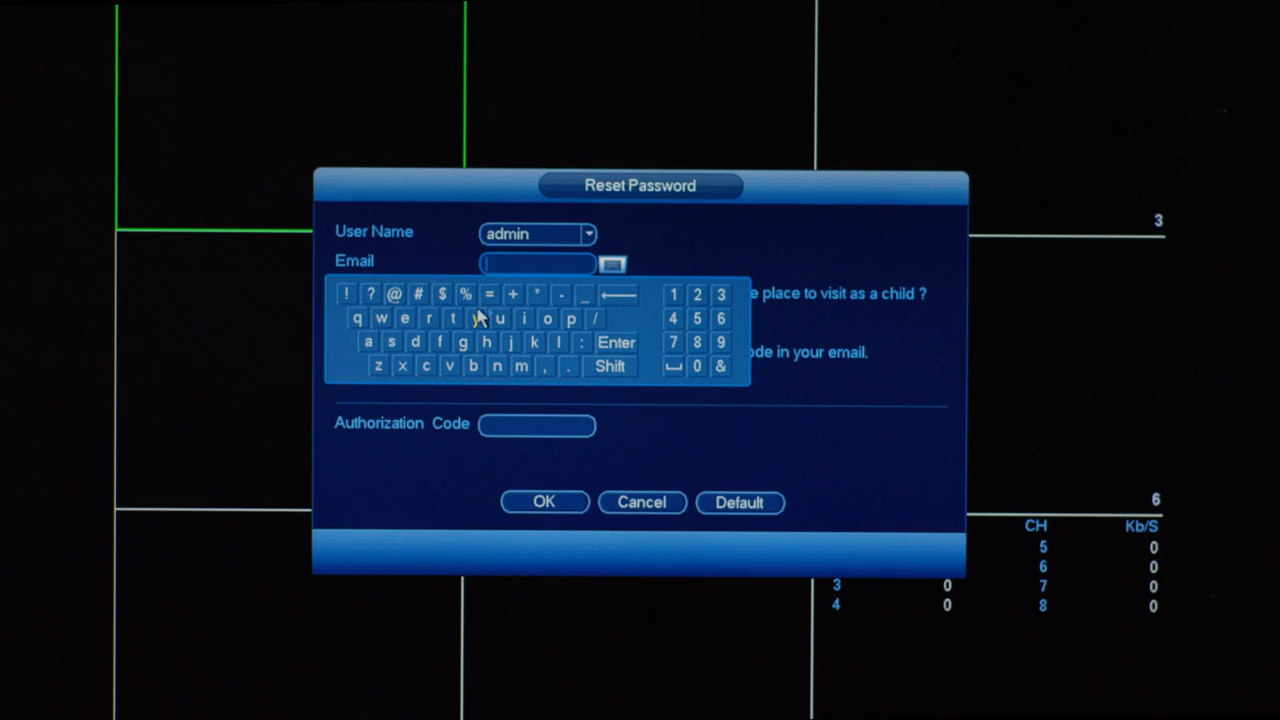 Reset Password
3
User Name admin
Email
! ? @ # $ % = + " - _ 1 2 3
e place to visit as a child ?
q w e r t y u i o p / 4 5 6
a s d f g h j k l : Enter 7 8 9
ode in your email.
z x c v b n m , . Shift 0 &
Authorization Code
OK Cancel Default
6
CH Kb/S
5 0
6 0
3 0 7 0
4 0 8 0